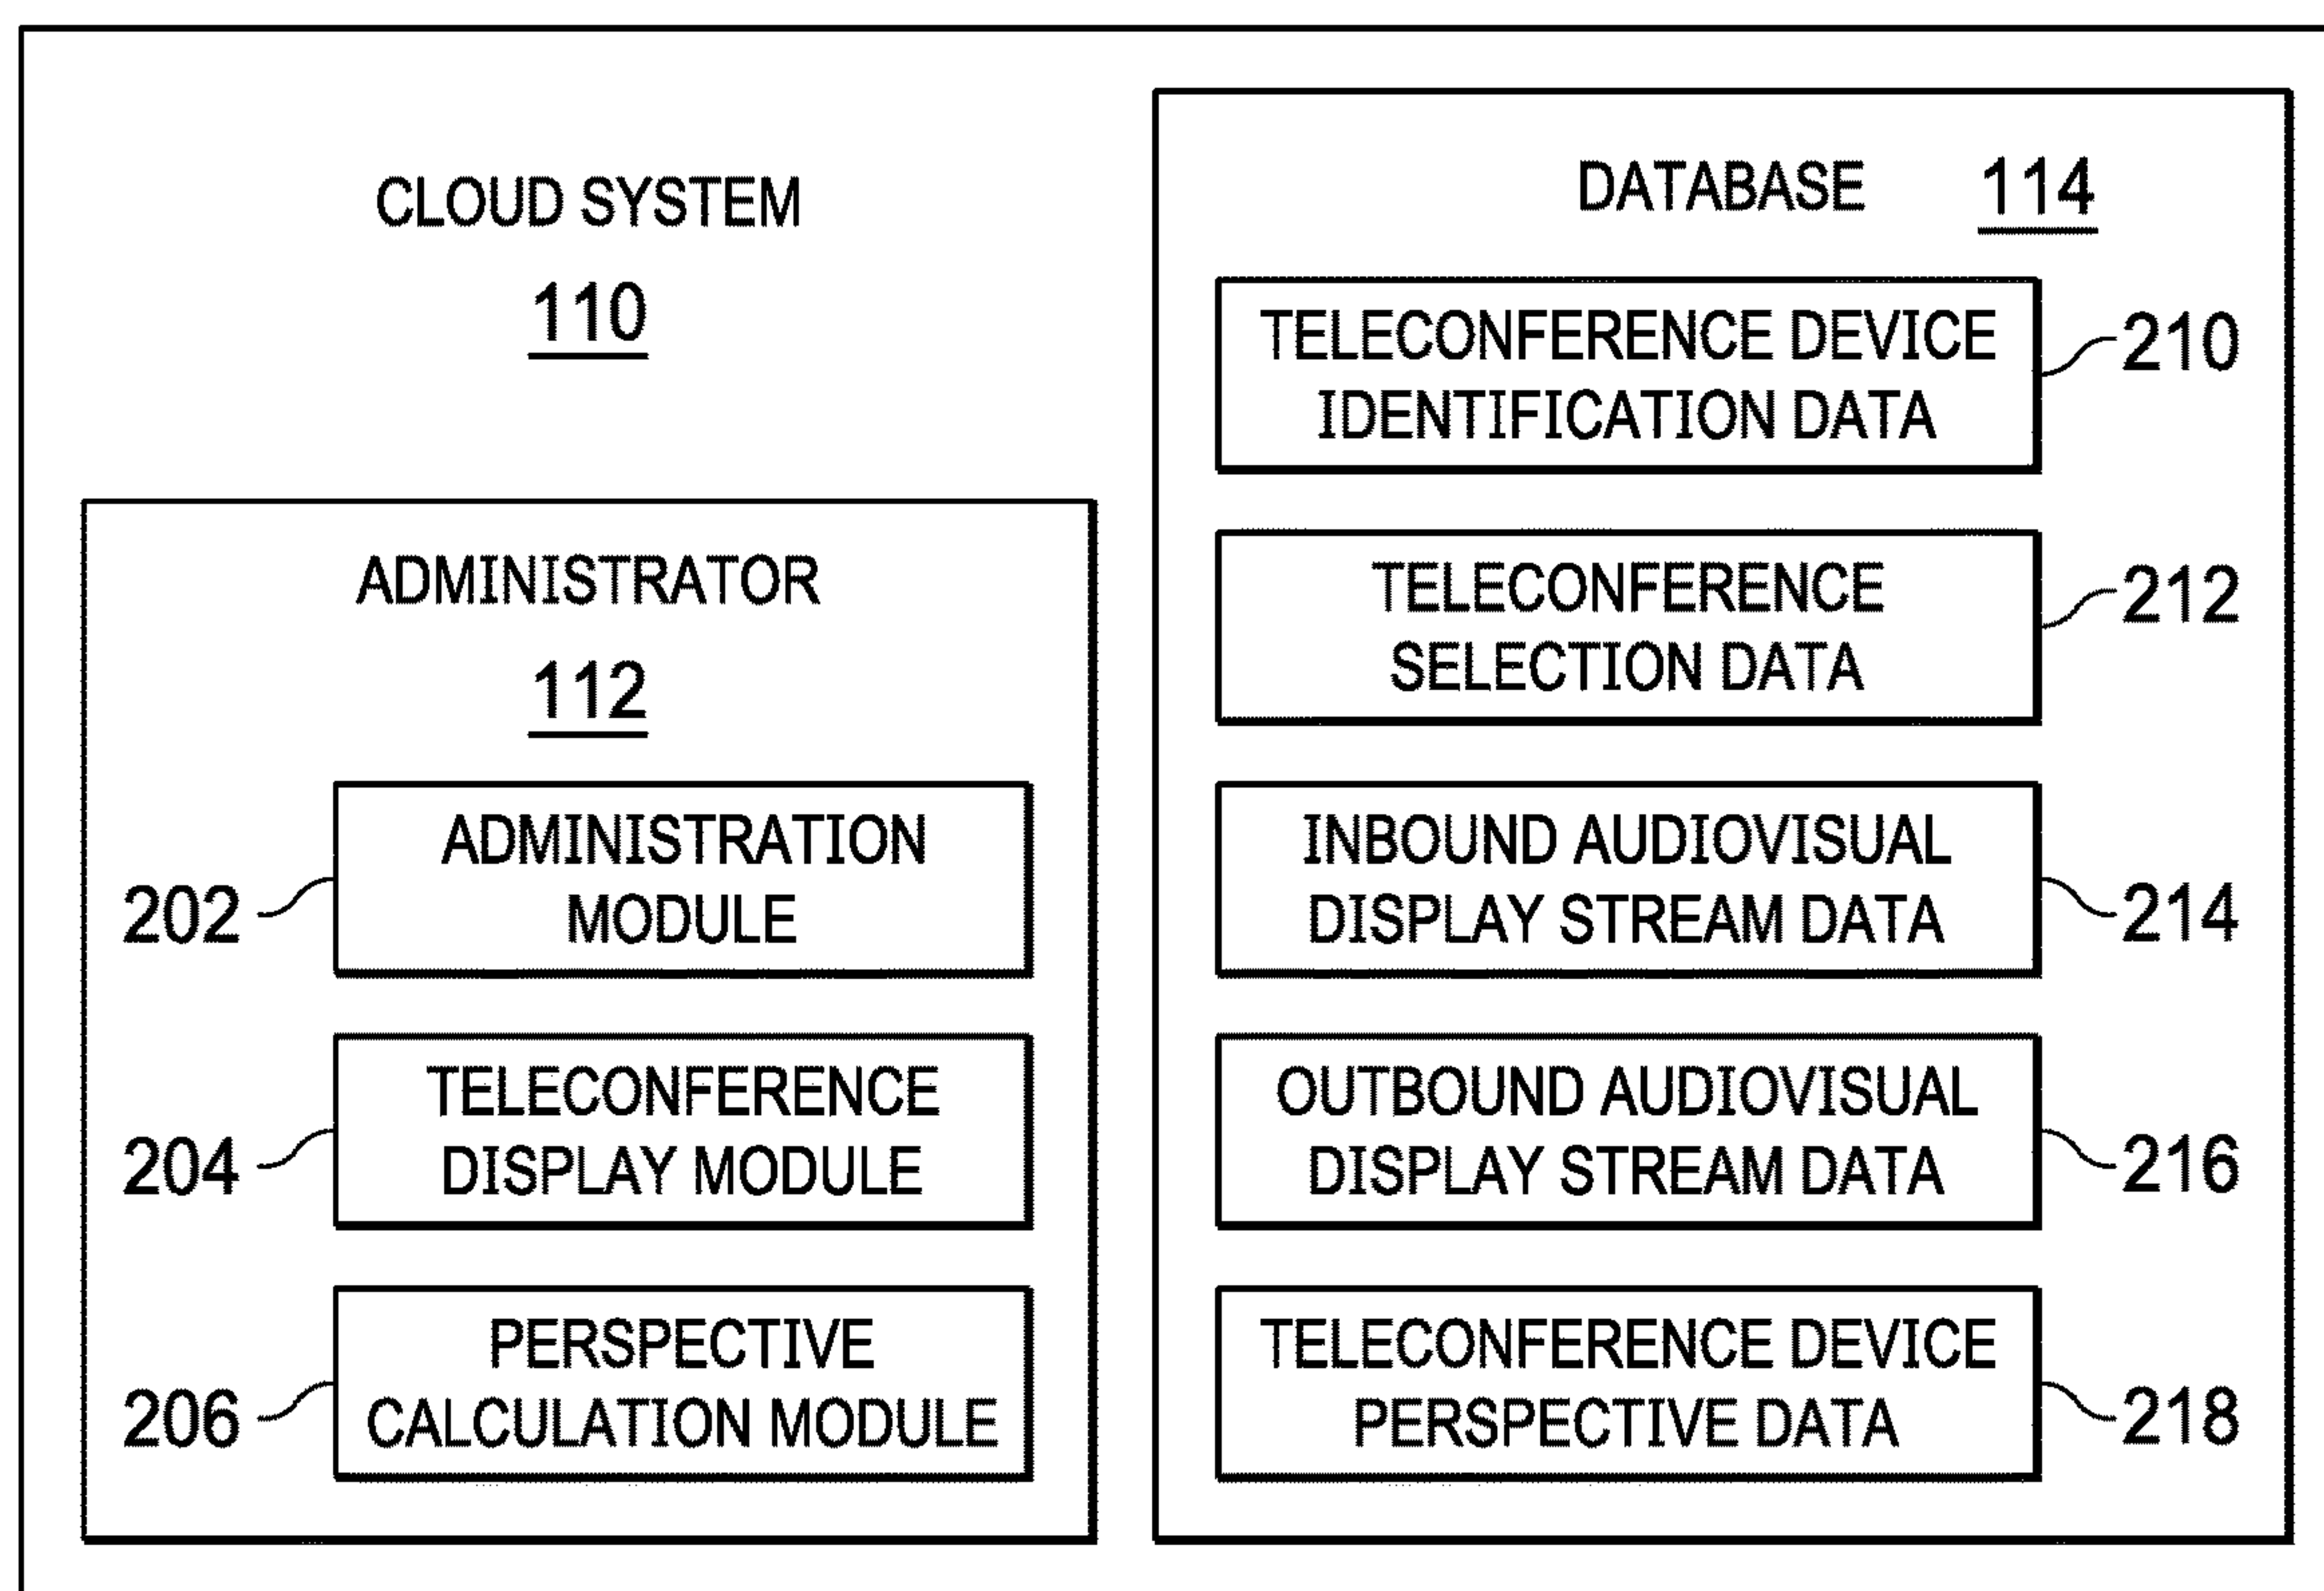 CLOUD SYSTEM
110
ADMINISTRATOR
112
ADMINISTRATION
MODULE
202
TELECONFERENCE
DISPLAY MODULE
204
PERSPECTIVE
CALCULATION MODULE
206
DATABASE 114
TELECONFERENCE DEVICE
IDENTIFICATION DATA
210
TELECONFERENCE
SELECTION DATA
212
INBOUND AUDIOVISUAL
DISPLAY STREAM DATA
214
OUTBOUND AUDIOVISUAL
DISPLAY STREAM DATA
216
TELECONFERENCE DEVICE
PERSPECTIVE DATA
218